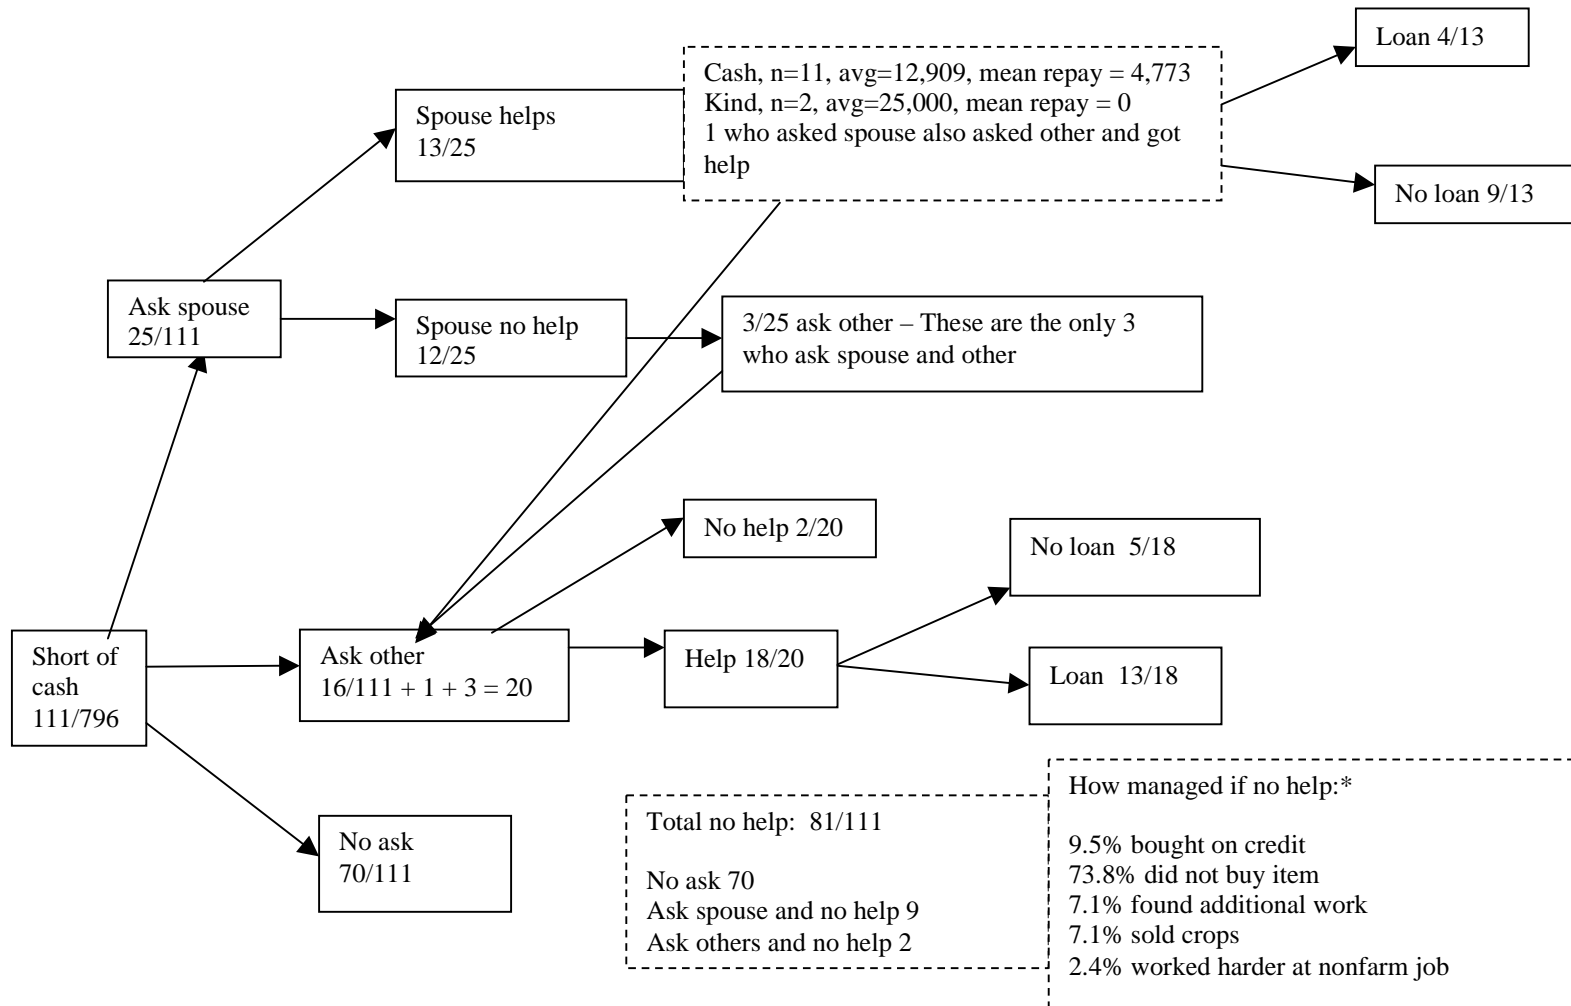 Loan 4/13
Cash, n=11, avg=12,909, mean repay = 4,773
Kind, n=2, avg=25,000, mean repay = 0
1 who asked spouse also asked other and got
help
Spouse helps
13/25
No loan 9/13
Ask spouse
25/111
Spouse no help
12/25
3/25 ask other – These are the only 3
who ask spouse and other
No help 2/20
No loan  5/18
Short of
cash
111/796
Ask other
16/111 + 1 + 3 = 20
Help 18/20
Loan  13/18
No ask
70/111
Total no help:  81/111
No ask 70
Ask spouse and no help 9
Ask others and no help 2
How managed if no help:*
9.5% bought on credit
73.8% did not buy item
7.1% found additional work
7.1% sold crops
2.4% worked harder at nonfarm job